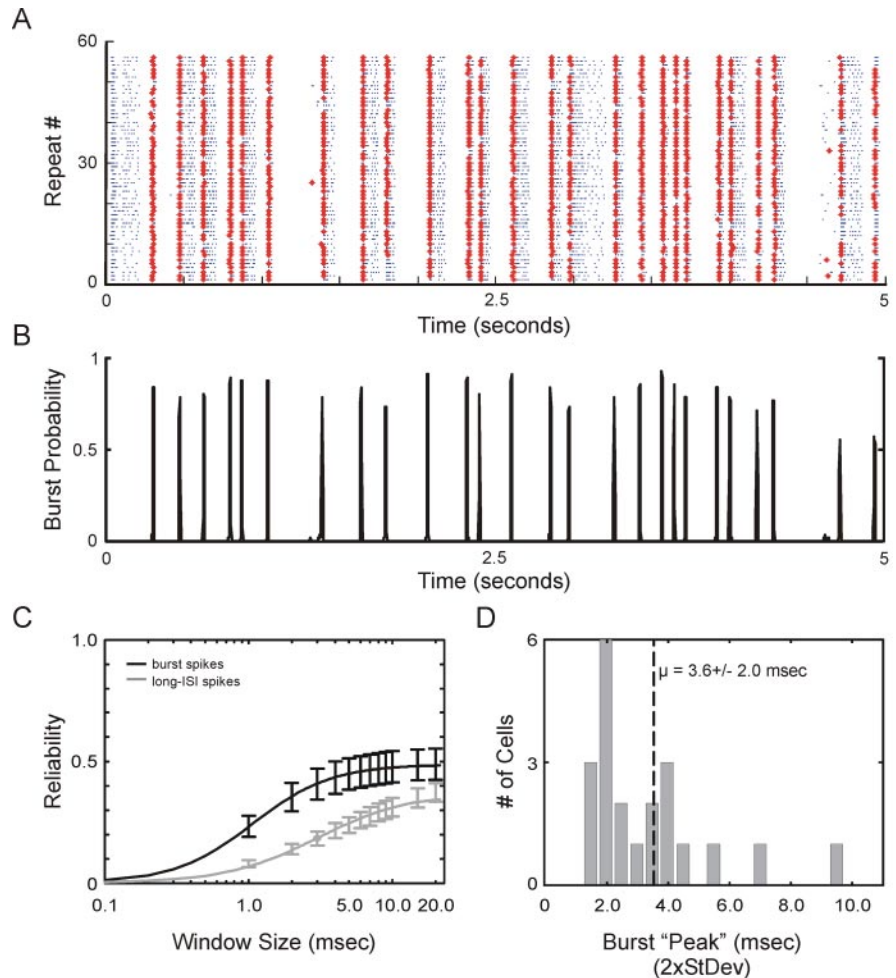 A
60
30
0
Repeat #
0
2.5
5
Time (seconds)
B
1
0.5
0
Burst Probability
0
2.5
5
Time (seconds)
C
1.0
0.5
0
Reliability
burst spikes
long-ISI spikes
0.1
1.0
5.0
10.0
20.0
Window Size (msec)
D
6
3
0
# of Cells
μ = 3.6+/- 2.0 msec
0
2.0
4.0
6.0
8.0
10.0
Burst "Peak" (msec)
(2xStDev)